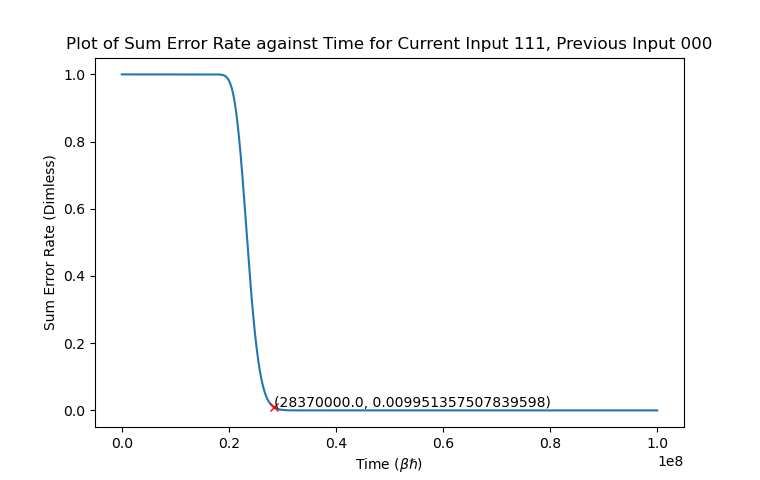 Plot of Sum Error Rate against Time for Current Input 111, Previous Input 000
Sum Error Rate (Dimless)
1.0
0.8
0.6
0.4
0.2
0.0
(28370000.0, 0.009951357507839598)
0.0 0.2 0.4 0.6 0.8 1.0
1e8
Time (βħ)